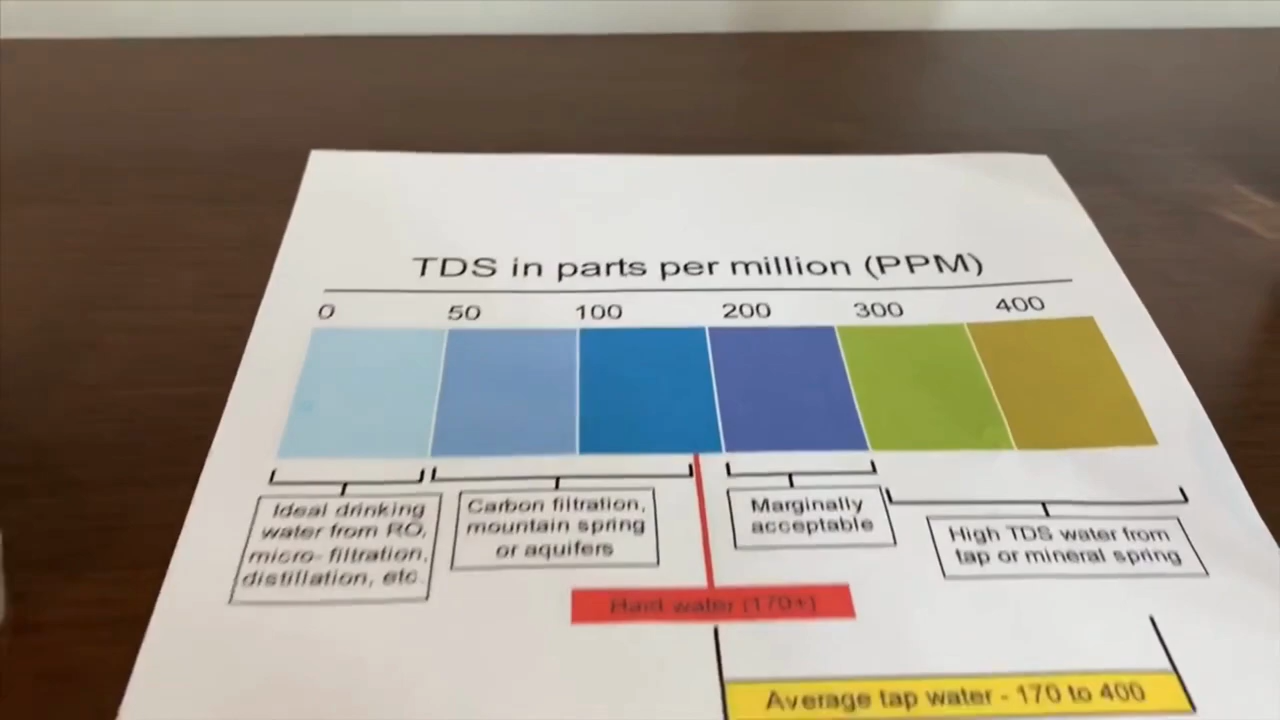 TDS in parts per million (PPM)
0 50 100 200 300 400
Ideal drinking
water from RO,
micro- filtration,
distillation, etc.
Carbon filtration,
mountain spring
or aquifers
Marginally
acceptable
High TDS water from
tap or mineral spring
Hard water (170+)
Average tap water - 170 to 400